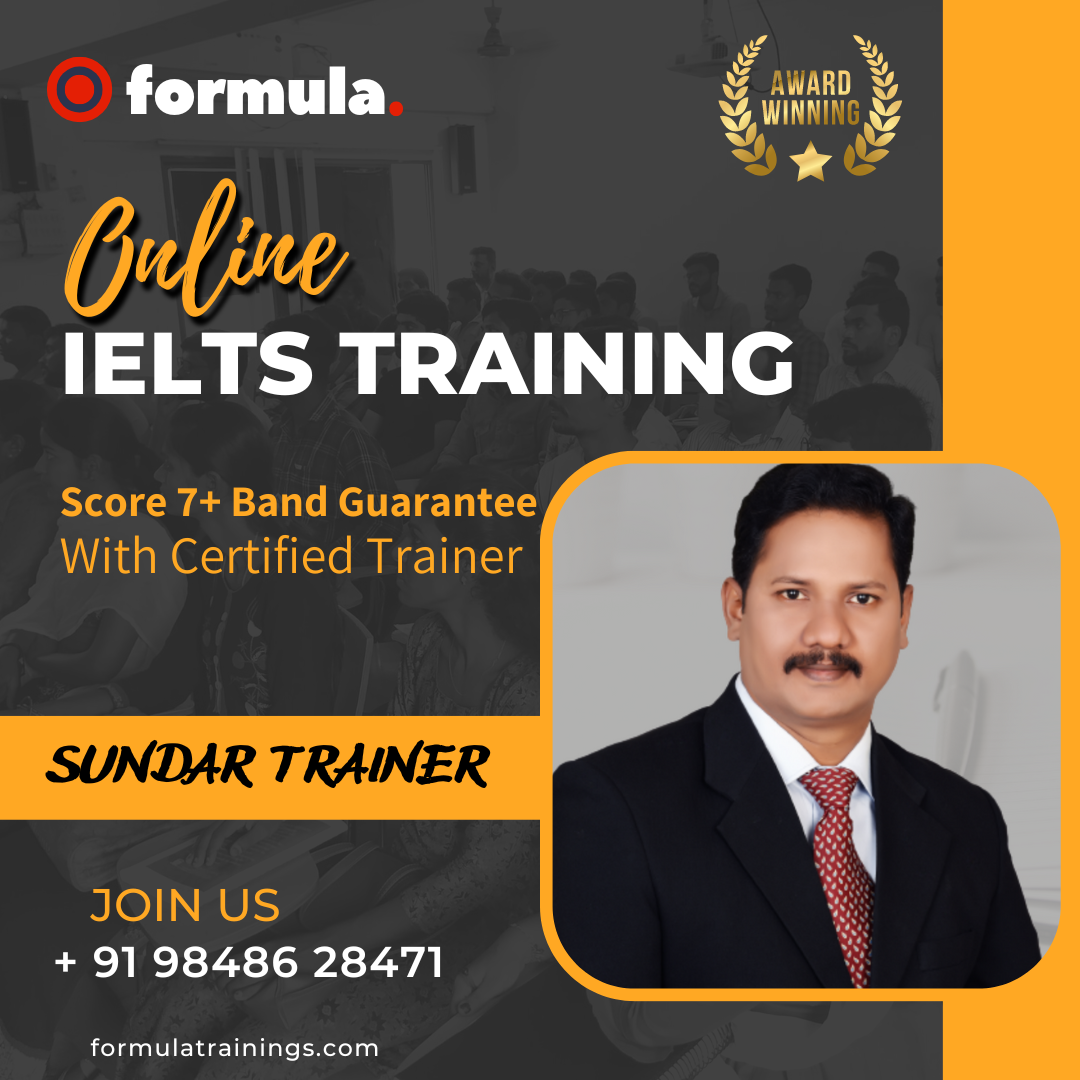 formula.
AWARD
WINNING
Online
IELTS TRAINING
Score 7+ Band Guarantee
With Certified Trainer
SUNDAR TRAINER
JOIN US
+ 91 98486 28471
formulatrainings.com